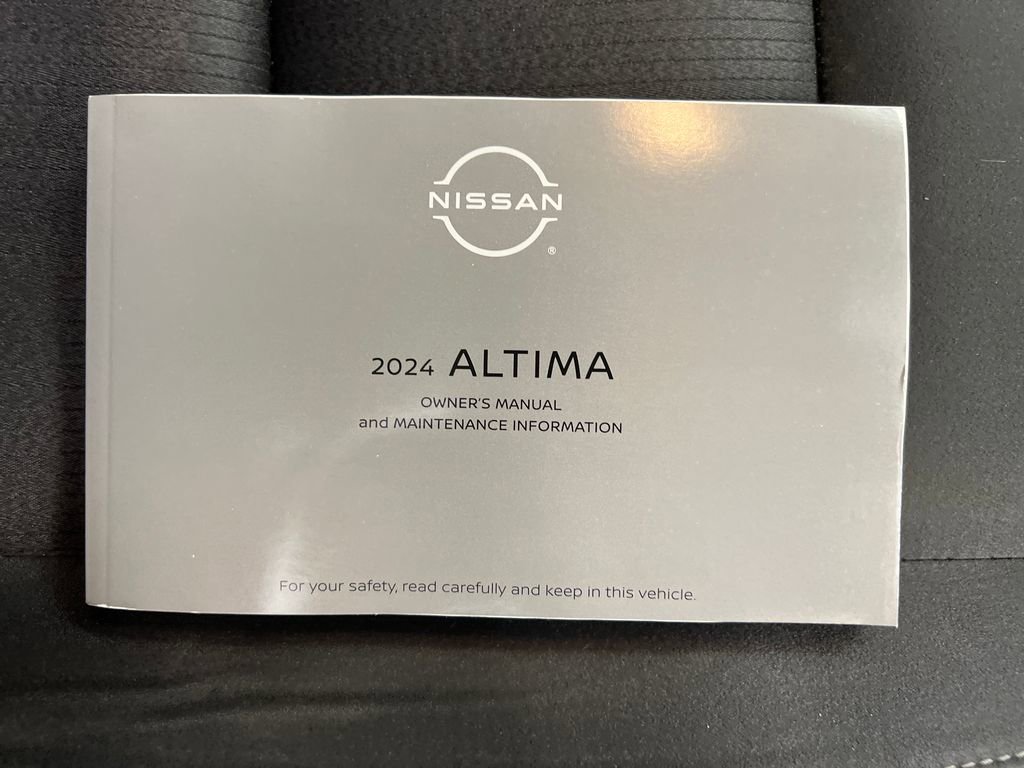 NISSAN
®
2024 ALTIMA
OWNER'S MANUAL
and MAINTENANCE INFORMATION
For your safety, read carefully and keep in this vehicle.